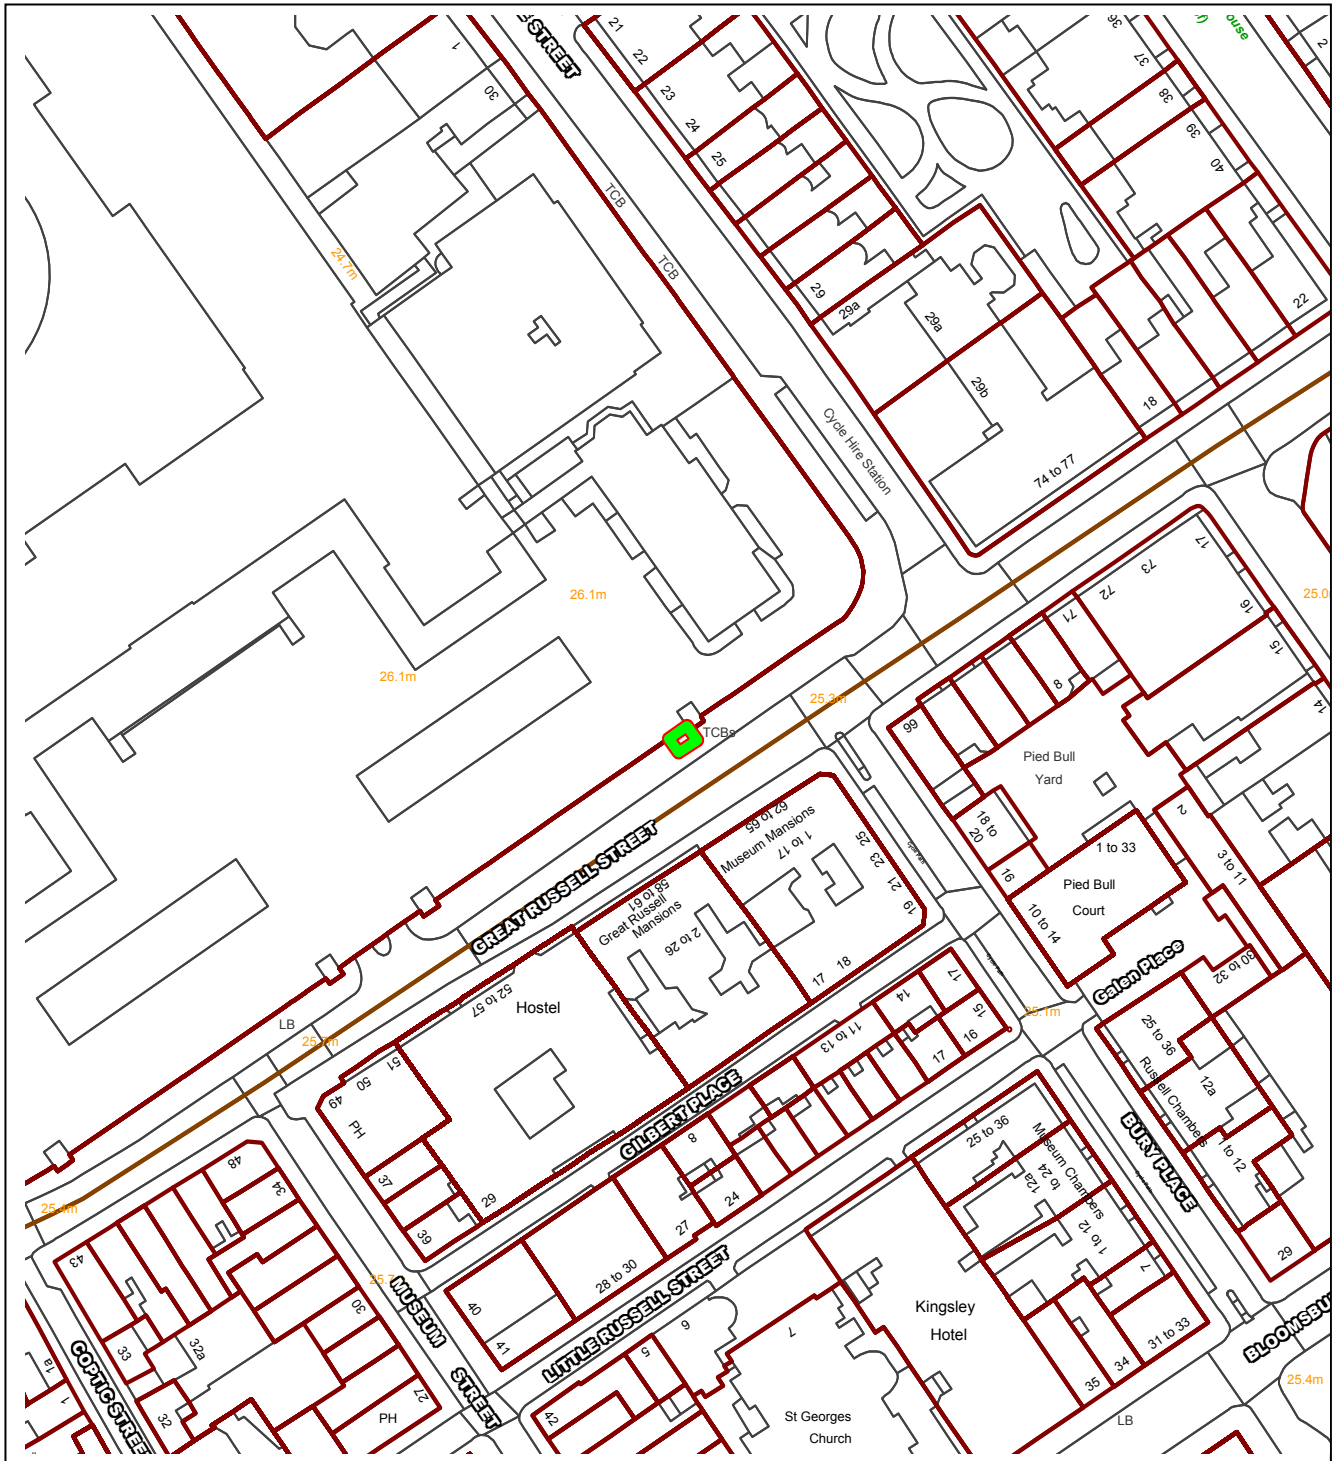 STREET
21
22
23
24
25
29
29a
29a
29b
1
30
36
37
38
39
40
ouse
2
22
18
74 to 77
TCB
TCB
24.7m
Cycle Hire Station
26.1m
26.1m
25.3m
25.0
TCBs
17
16
15
14
73
72
71
8
66
Pied Bull
Yard
18 to
20
16
10 to 14
1 to 33
Pied Bull
Court
2
3 to 11
GREAT RUSSELL STREET
62 to 65
Museum Mansions
1 to 17
25
23
21
19
58 to 61
Great Russell
Mansions
2 to 26
17
18
52 to 57
Hostel
LB
51
50
49
PH
37
39
29
Galen Place
30 to 32
25 to 36
Russell Chambers
12a
1 to 12
29
25.1m
14
17
15
16
17
11 to 13
GILBERT PLACE
8
24
27
28 to 30
40
41
25 to 36
Museum Chambers
12a
to 24
1 to 12
7
31 to 33
34
35
BURY PLACE
BLOOMSBU
25.4m
LB
LITTLE RUSSELL STREET
Kingsley
Hotel
7
6
5
42
St Georges
Church
MUSEUM
STREET
25.4m
48
34
43
33
32a
32
30
27
PH
1a
1
COPTIC STREET